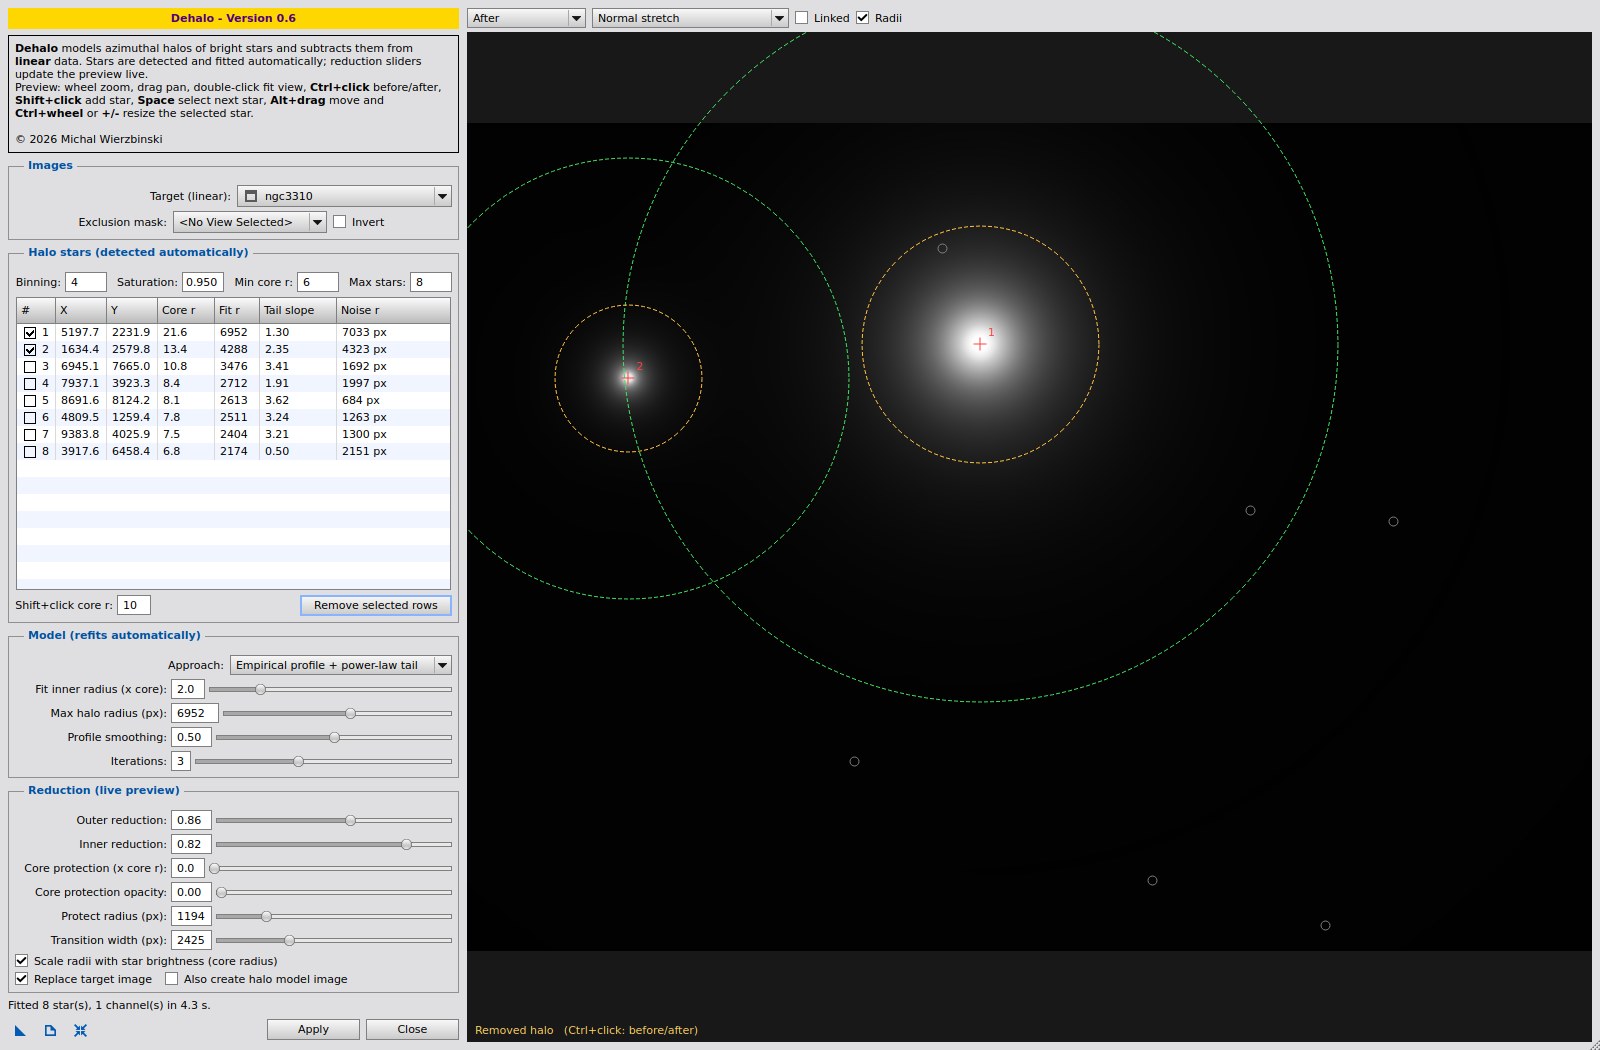 Dehalo - Version 0.6
After
Normal stretch
Linked
Radii
Dehalo models azimuthal halos of bright stars and subtracts them from
linear data. Stars are detected and fitted automatically; reduction sliders
update the preview live.
Preview: wheel zoom, drag pan, double-click fit view, Ctrl+click before/after,
Shift+click add star, Space select next star, Alt+drag move and
Ctrl+wheel or +/- resize the selected star.
© 2026 Michal Wierzbinski
Images
Target (linear): ngc3310
Exclusion mask: <No View Selected> Invert
Halo stars (detected automatically)
Binning: 4 Saturation: 0.950 Min core r: 6 Max stars: 8
# X Y Core r Fit r Tail slope Noise r
1 5197.7 2231.9 21.6 6952 1.30 7033 px
2 1634.4 2579.8 13.4 4288 2.35 4323 px
3 6945.1 7665.0 10.8 3476 3.41 1692 px
4 7937.1 3923.3 8.4 2712 1.91 1997 px
5 8691.6 8124.2 8.1 2613 3.62 684 px
6 4809.5 1259.4 7.8 2511 3.24 1263 px
7 9383.8 4025.9 7.5 2404 3.21 1300 px
8 3917.6 6458.4 6.8 2174 0.50 2151 px
Shift+click core r: 10 Remove selected rows
Model (refits automatically)
Approach: Empirical profile + power-law tail
Fit inner radius (x core): 2.0
Max halo radius (px): 6952
Profile smoothing: 0.50
Iterations: 3
Reduction (live preview)
Outer reduction: 0.86
Inner reduction: 0.82
Core protection (x core r): 0.0
Core protection opacity: 0.00
Protect radius (px): 1194
Transition width (px): 2425
Scale radii with star brightness (core radius)
Replace target image Also create halo model image
Fitted 8 star(s), 1 channel(s) in 4.3 s.
Apply Close
1
2
Removed halo (Ctrl+click: before/after)